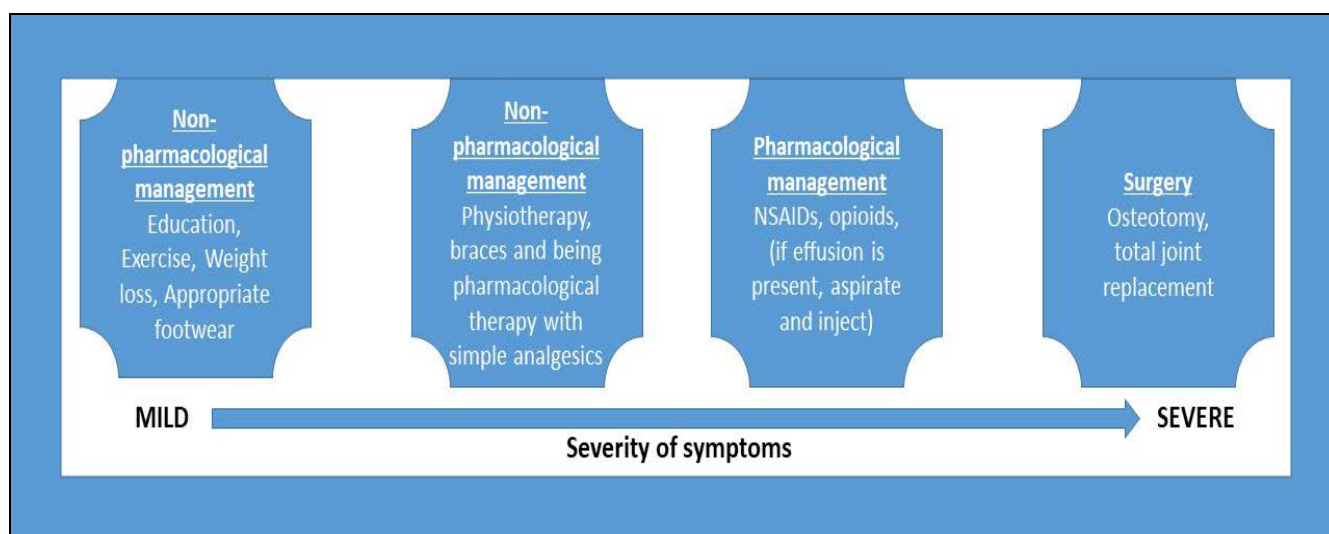 Non-
pharmacological
management
Education,
Exercise, Weight
loss, Appropriate
footwear
Non-
pharmacological
management
Physiotherapy,
braces and being
pharmacological
therapy with
simple analgesics
Pharmacological
management
NSAIDs, opioids,
(if effusion is
present, aspirate
and inject)
Surgery
Osteotomy,
total joint
replacement
MILD
SEVERE
Severity of symptoms